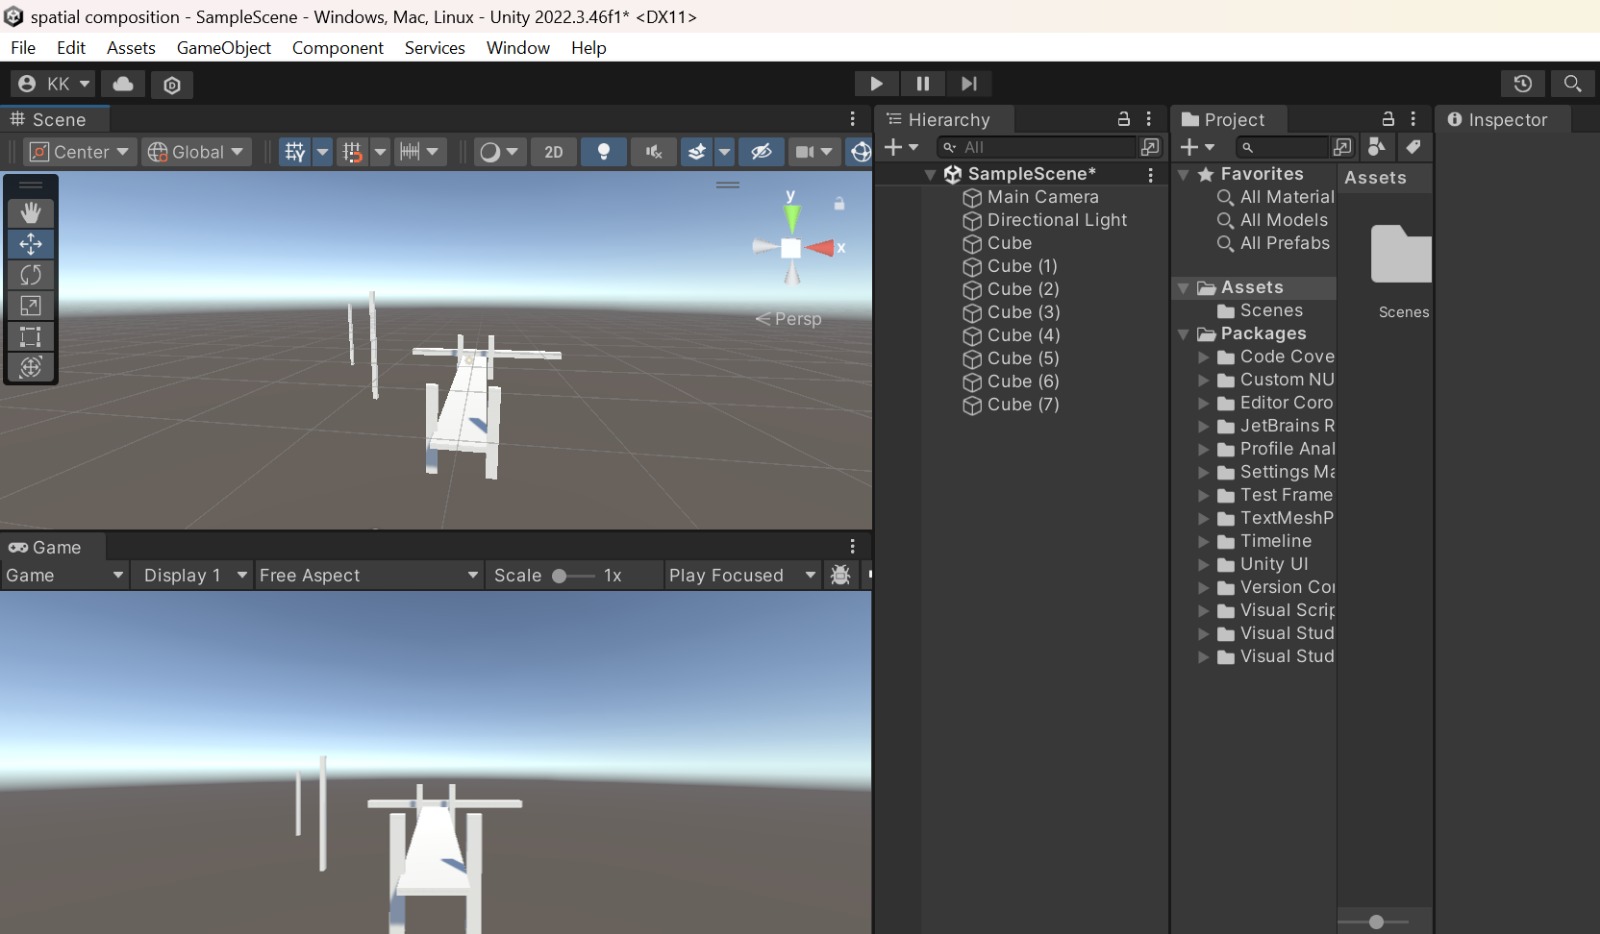 spatial composition - SampleScene - Windows, Mac, Linux - Unity 2022.3.46f1* <DX11>
File Edit Assets GameObject Component Services Window Help
KK
Scene
Center Global 2D
y
x
Persp
Game
Game Display 1 Free Aspect Scale 1x Play Focused
Hierarchy
All
SampleScene*
Main Camera
Directional Light
Cube
Cube (1)
Cube (2)
Cube (3)
Cube (4)
Cube (5)
Cube (6)
Cube (7)
Project
Favorites
All Material
All Models
All Prefabs
Assets
Scenes
Packages
Code Cove
Custom NU
Editor Coro
JetBrains R
Profile Anal
Settings Ma
Test Frame
TextMeshP
Timeline
Unity UI
Version Cor
Visual Scrip
Visual Stud
Visual Stud
Assets
Scenes
Inspector